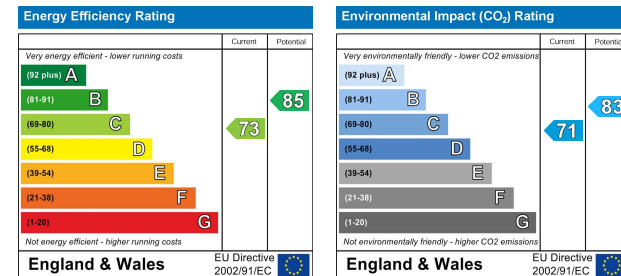 Energy Efficiency Rating
Current Potential
Very energy efficient - lower running costs
(92 plus) A
(81-91) B
85
(69-80) C
73
(55-68) D
(39-54) E
(21-38) F
(1-20) G
Not energy efficient - higher running costs
England & Wales
EU Directive
2002/91/EC
Environmental Impact (CO₂) Rating
Current Potential
Very environmentally friendly - lower CO2 emissions
(92 plus) A
(81-91) B
83
(69-80) C
71
(55-68) D
(39-54) E
(21-38) F
(1-20) G
Not environmentally friendly - higher CO2 emissions
England & Wales
EU Directive
2002/91/EC